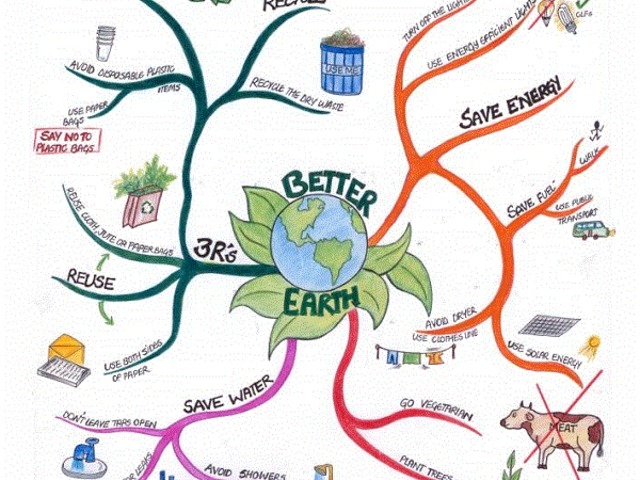 RECYCLE
TURN OFF THE LIGHTS
CLFs
USE ENERGY EFFICIENT LIGHTS
AVOID DISPOSABLE PLASTIC
ITEMS
USE PAPER
BAGS
SAY NO TO
PLASTIC BAGS
USE ME
RECYCLE THE DRY WASTE
SAVE ENERGY
WALK
SAVE FUEL
USE PUBLIC
TRANSPORT
BETTER
EARTH
3R's
REUSE CLOTH, JUTE OR PAPER BAGS
REUSE
USE BOTH SIDES
OF PAPER
AVOID DRYER
USE CLOTHES LINE
USE SOLAR ENERGY
SAVE WATER
DON'T LEAVE TAPS OPEN
LEAKS
AVOID SHOWERS
GO VEGETARIAN
MEAT
PLANT TREES